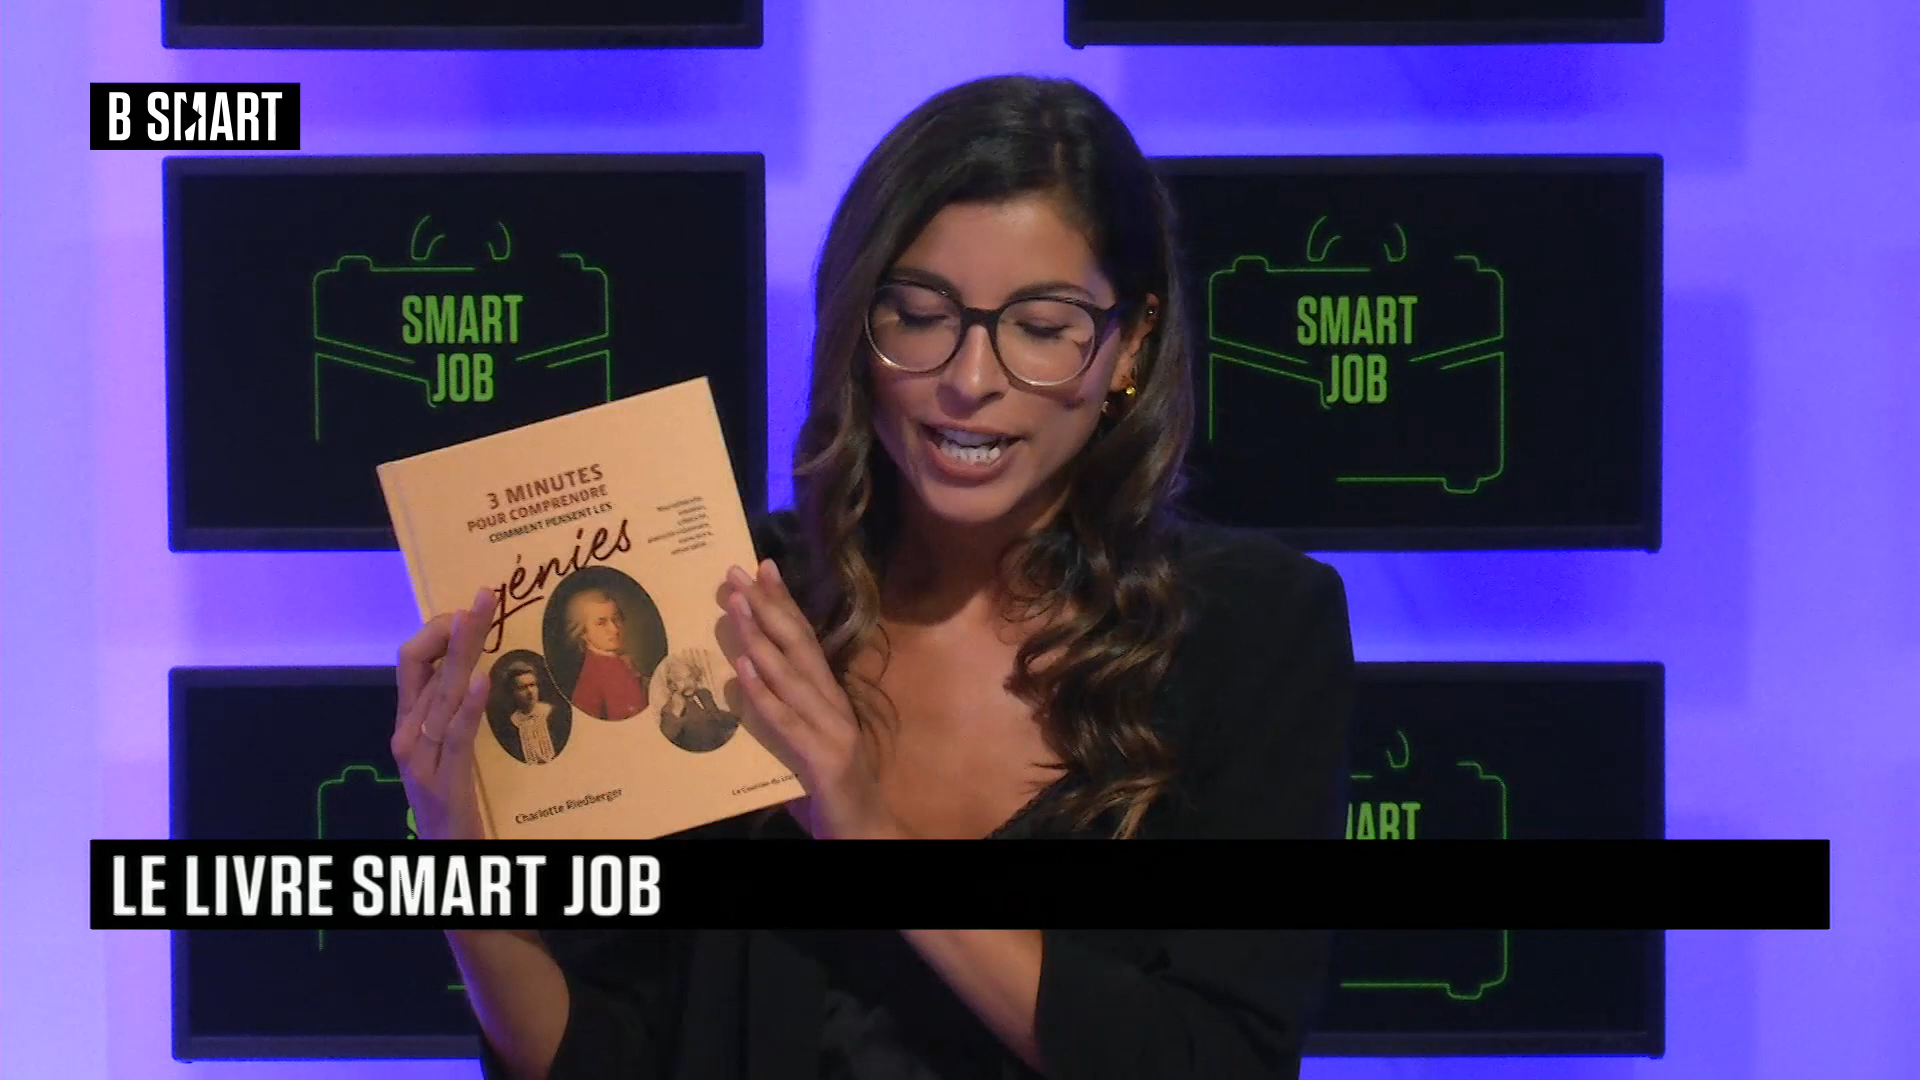 B SMART
SMART
JOB
SMART
JOB
3 MINUTES
POUR COMPRENDRE
COMMENT PENSENT LES
génies
Charlotte Riedberger
LE LIVRE SMART JOB